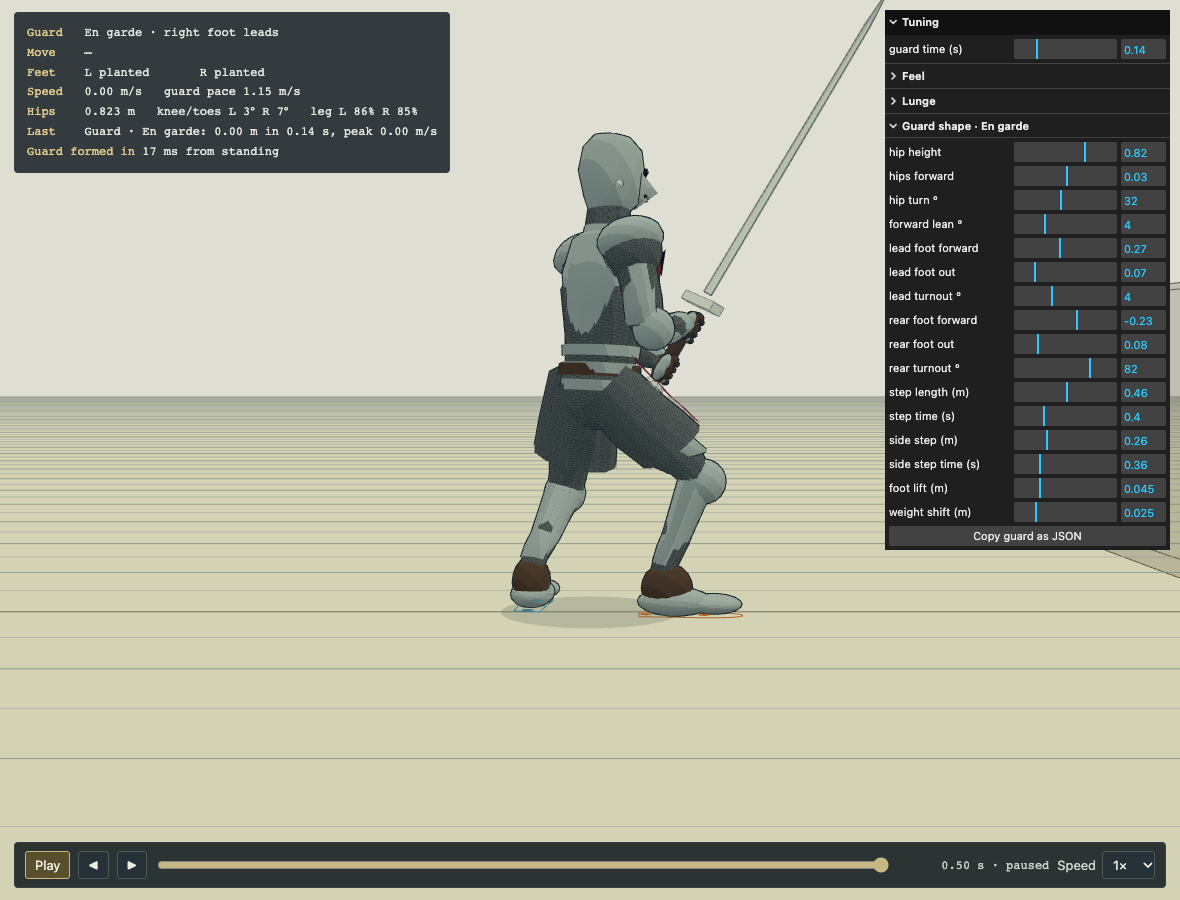 Guard En garde · right foot leads
Move —
Feet L planted R planted
Speed 0.00 m/s guard pace 1.15 m/s
Hips 0.823 m knee/toes L 3° R 7° leg L 86% R 85%
Last Guard · En garde: 0.00 m in 0.14 s, peak 0.00 m/s
Guard formed in 17 ms from standing
Tuning
guard time (s) 0.14
Feel
Lunge
Guard shape · En garde
hip height 0.82
hips forward 0.03
hip turn ° 32
forward lean ° 4
lead foot forward 0.27
lead foot out 0.07
lead turnout ° 4
rear foot forward -0.23
rear foot out 0.08
rear turnout ° 82
step length (m) 0.46
step time (s) 0.4
side step (m) 0.26
side step time (s) 0.36
foot lift (m) 0.045
weight shift (m) 0.025
Copy guard as JSON
Play 0.50 s · paused Speed 1×